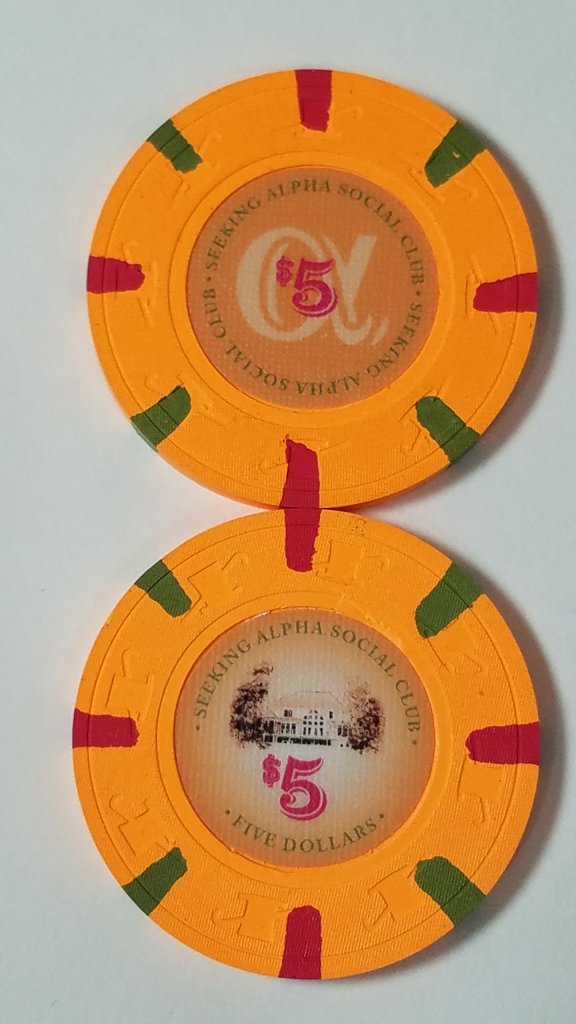 SEEKING ALPHA SOCIAL CLUB • SEEKING ALPHA SOCIAL CLUB •
α
$5
• SEEKING ALPHA SOCIAL CLUB •
$5
• FIVE DOLLARS •